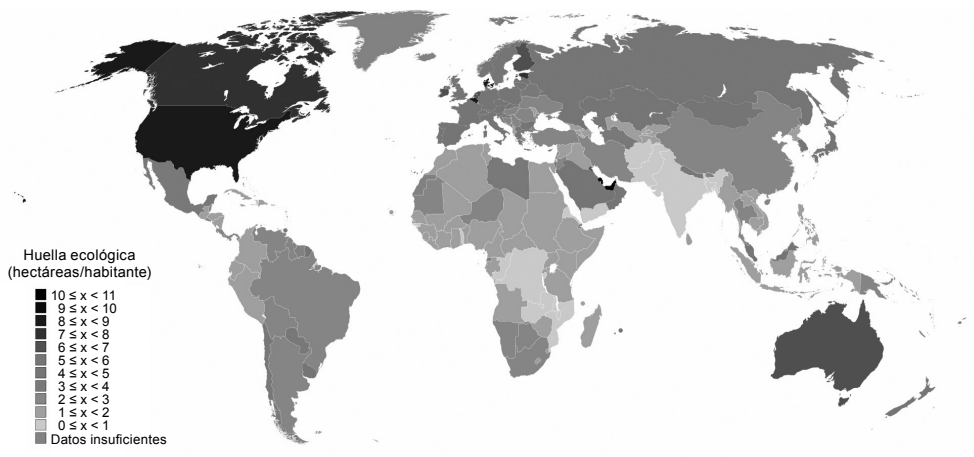 Huella ecológica
(hectáreas/habitante)
10 ≤ x < 11
9 ≤ x < 10
8 ≤ x < 9
7 ≤ x < 8
6 ≤ x < 7
5 ≤ x < 6
4 ≤ x < 5
3 ≤ x < 4
2 ≤ x < 3
1 ≤ x < 2
0 ≤ x < 1
Datos insuficientes